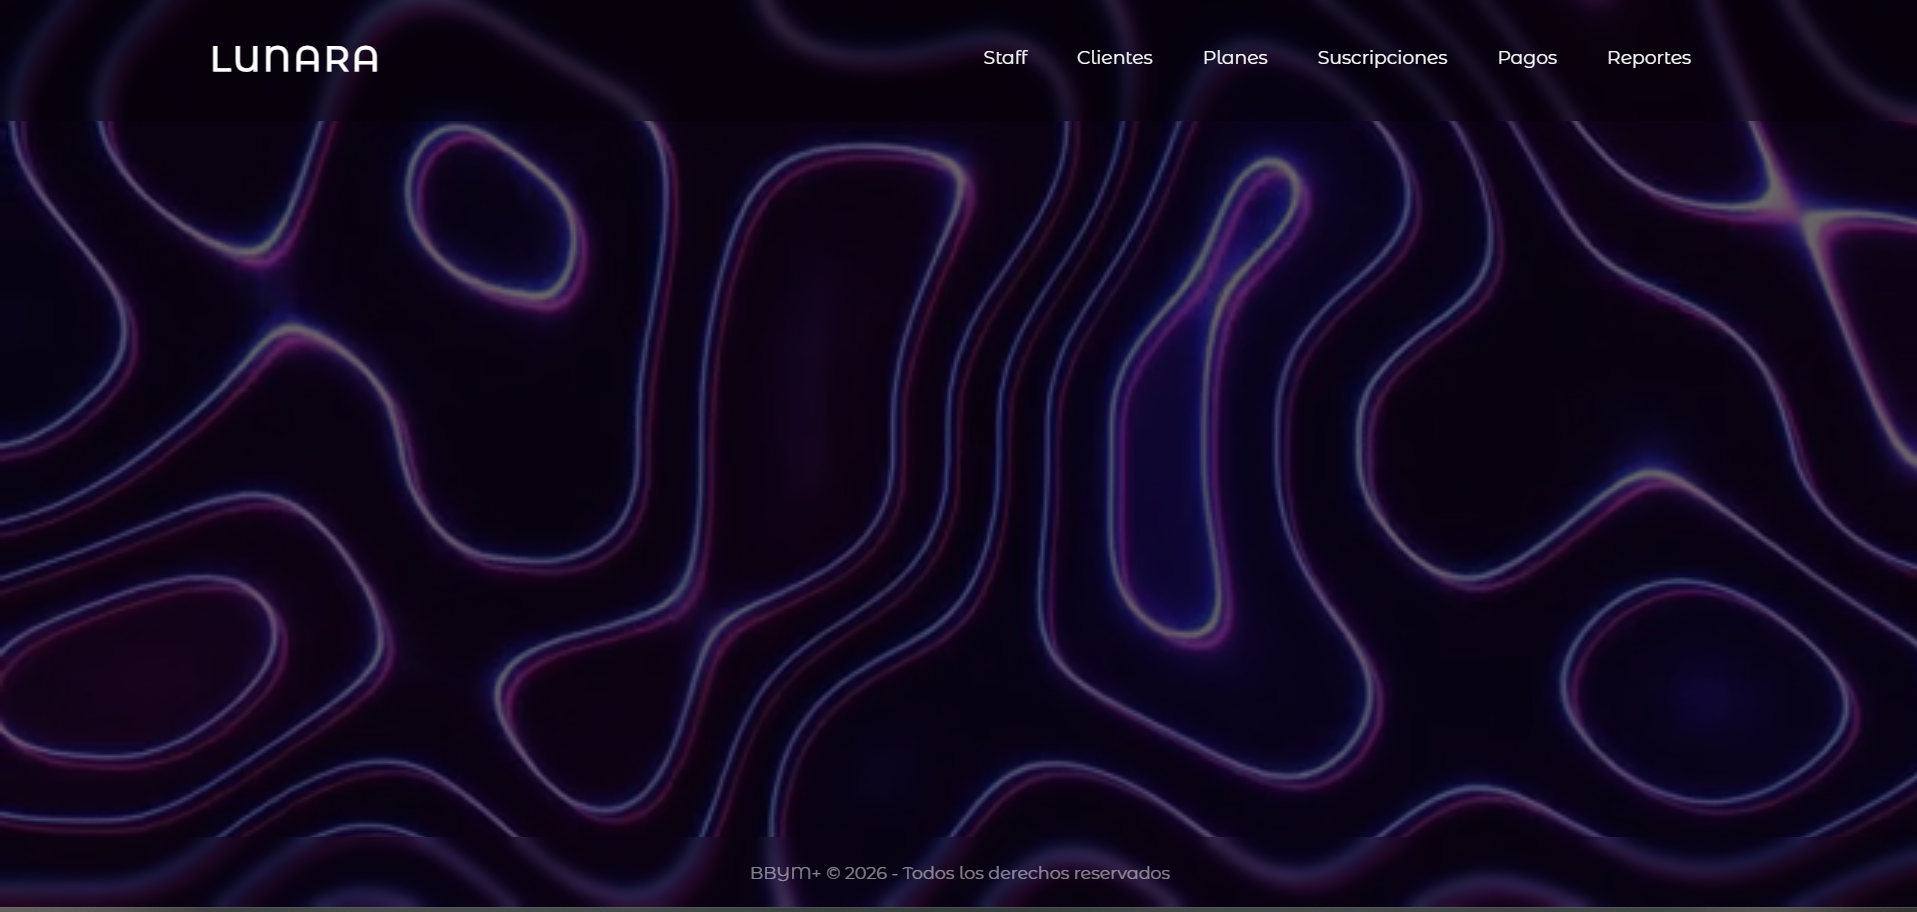 LUNARA
Staff Clientes Planes Suscripciones Pagos Reportes
BBYM+ © 2026 - Todos los derechos reservados